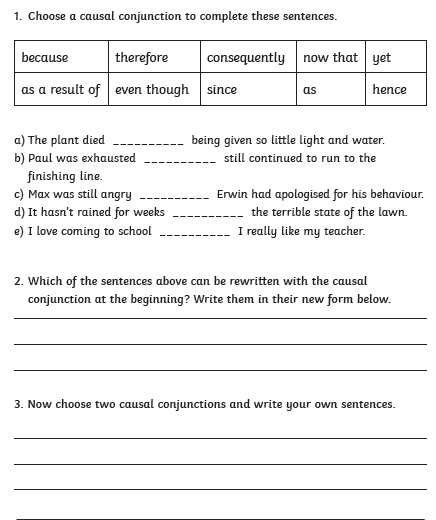 1. Choose a causal conjunction to complete these sentences.
because therefore consequently now that yet
as a result of even though since as hence
a) The plant died __________ being given so little light and water.
b) Paul was exhausted __________ still continued to run to the
finishing line.
c) Max was still angry __________ Erwin had apologised for his behaviour.
d) It hasn't rained for weeks __________ the terrible state of the lawn.
e) I love coming to school __________ I really like my teacher.
2. Which of the sentences above can be rewritten with the causal
conjunction at the beginning? Write them in their new form below.
3. Now choose two causal conjunctions and write your own sentences.